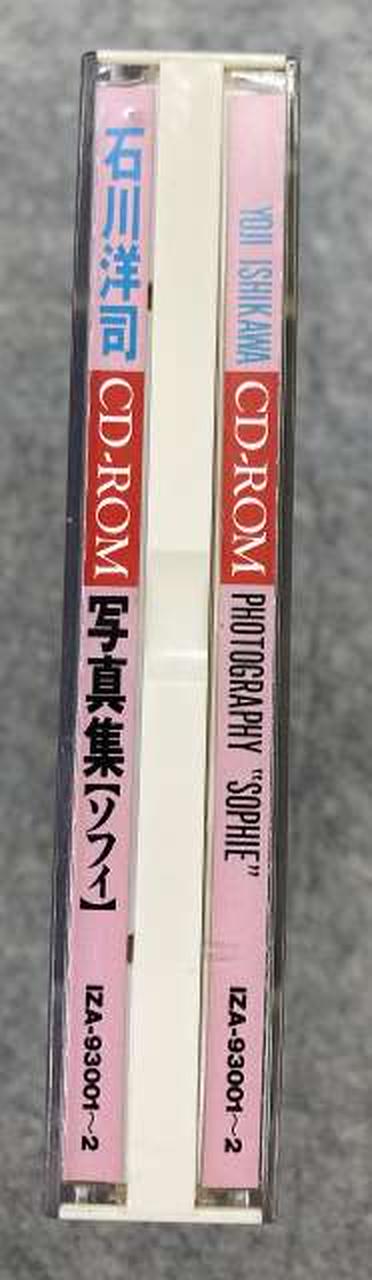 石川洋司
CD-ROM
写真集【ソフィ】
IZA-93001~2
YOJI ISHIKAWA
CD-ROM
PHOTOGRAPHY "SOPHIE"
IZA-93001~2